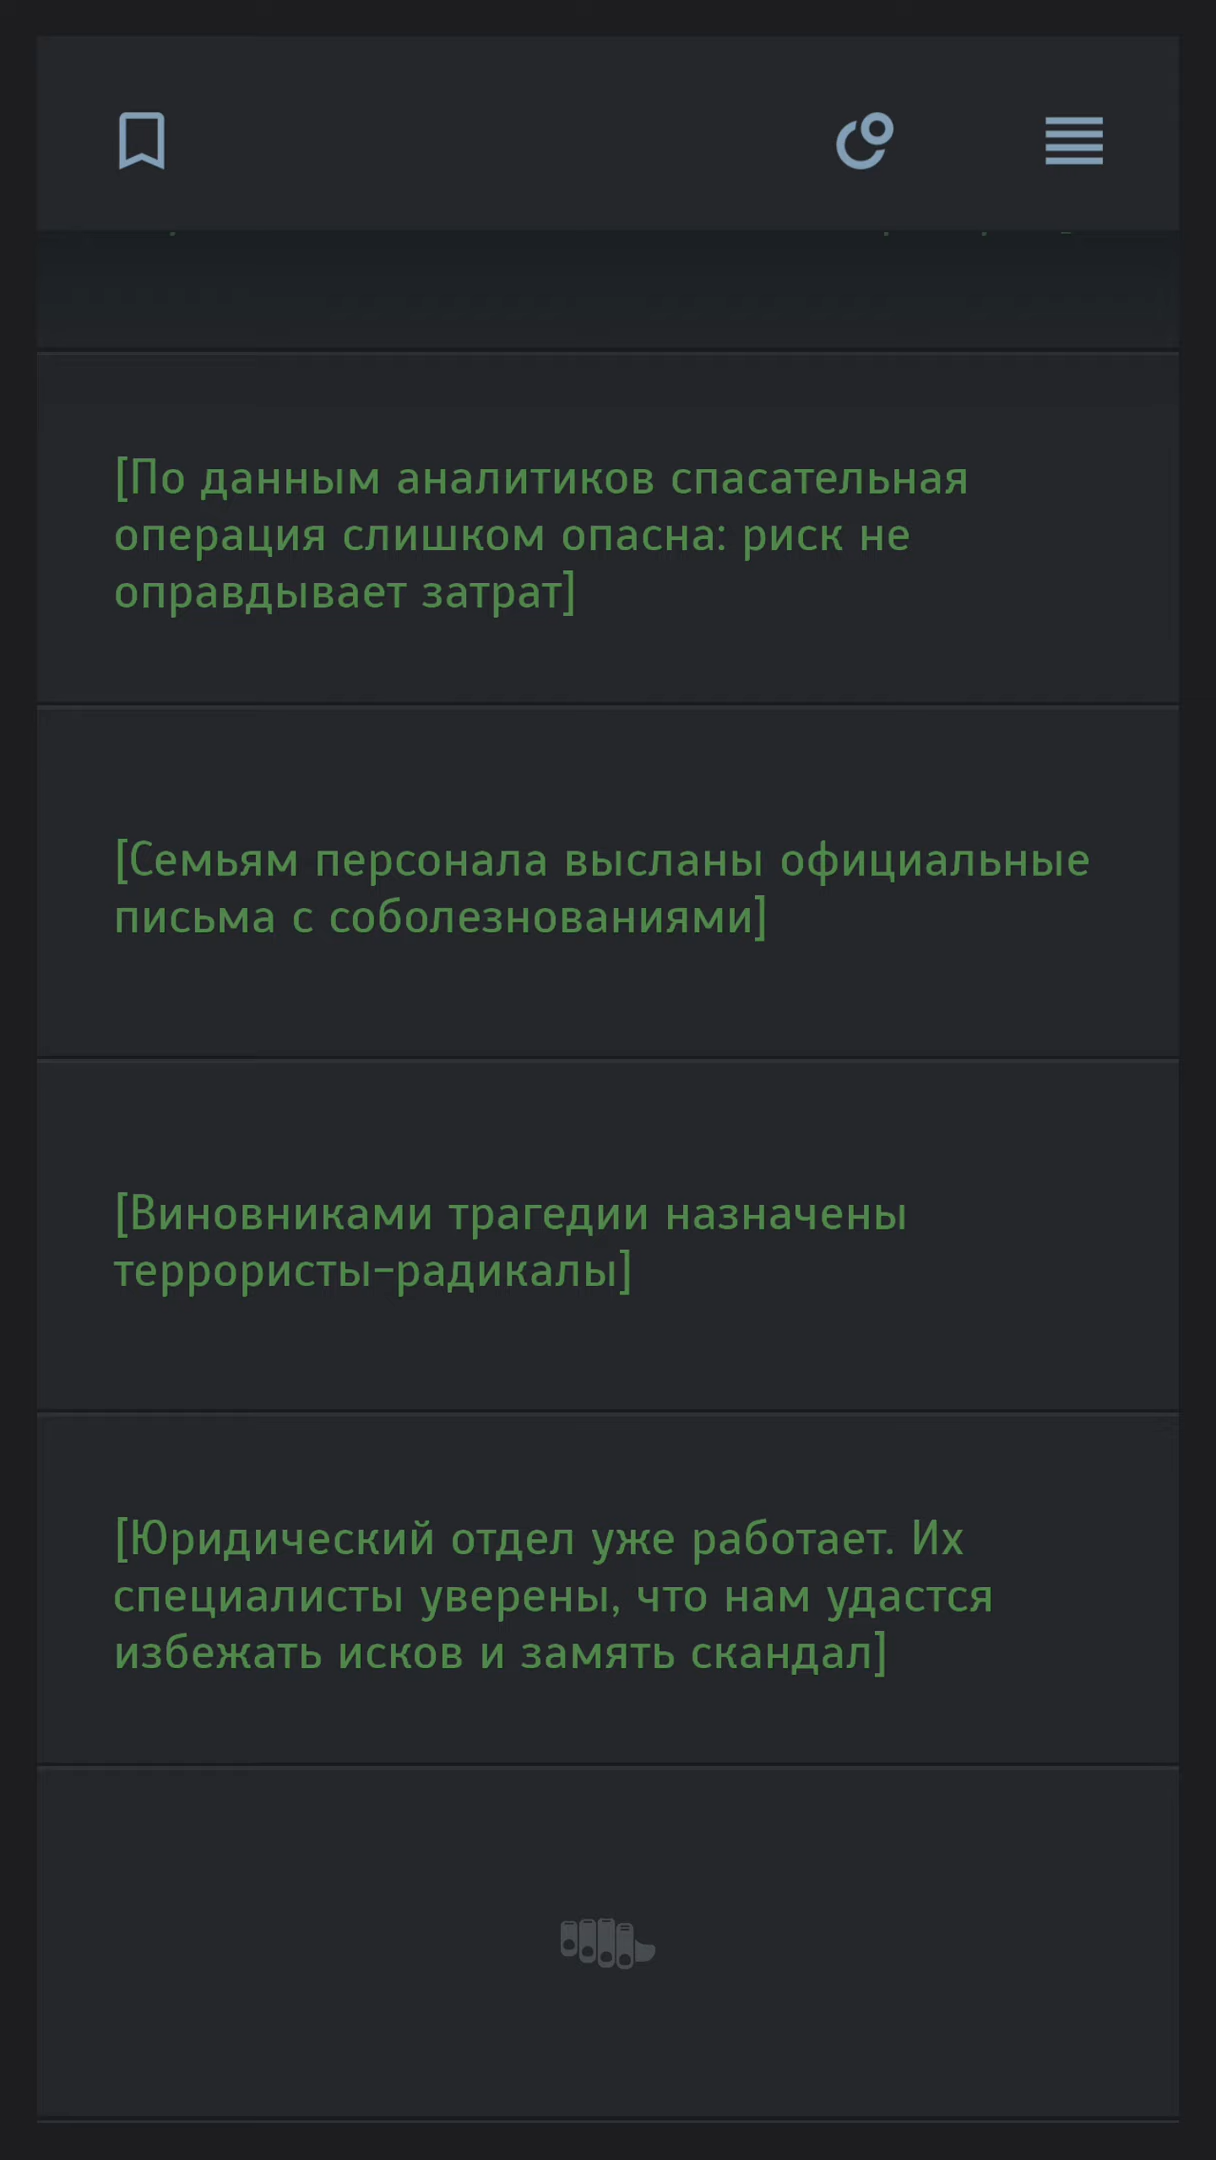 [По данным аналитиков спасательная
операция слишком опасна: риск не
оправдывает затрат]
[Семьям персонала высланы официальные
письма с соболезнованиями]
[Виновниками трагедии назначены
террористы-радикалы]
[Юридический отдел уже работает. Их
специалисты уверены, что нам удастся
избежать исков и замять скандал]